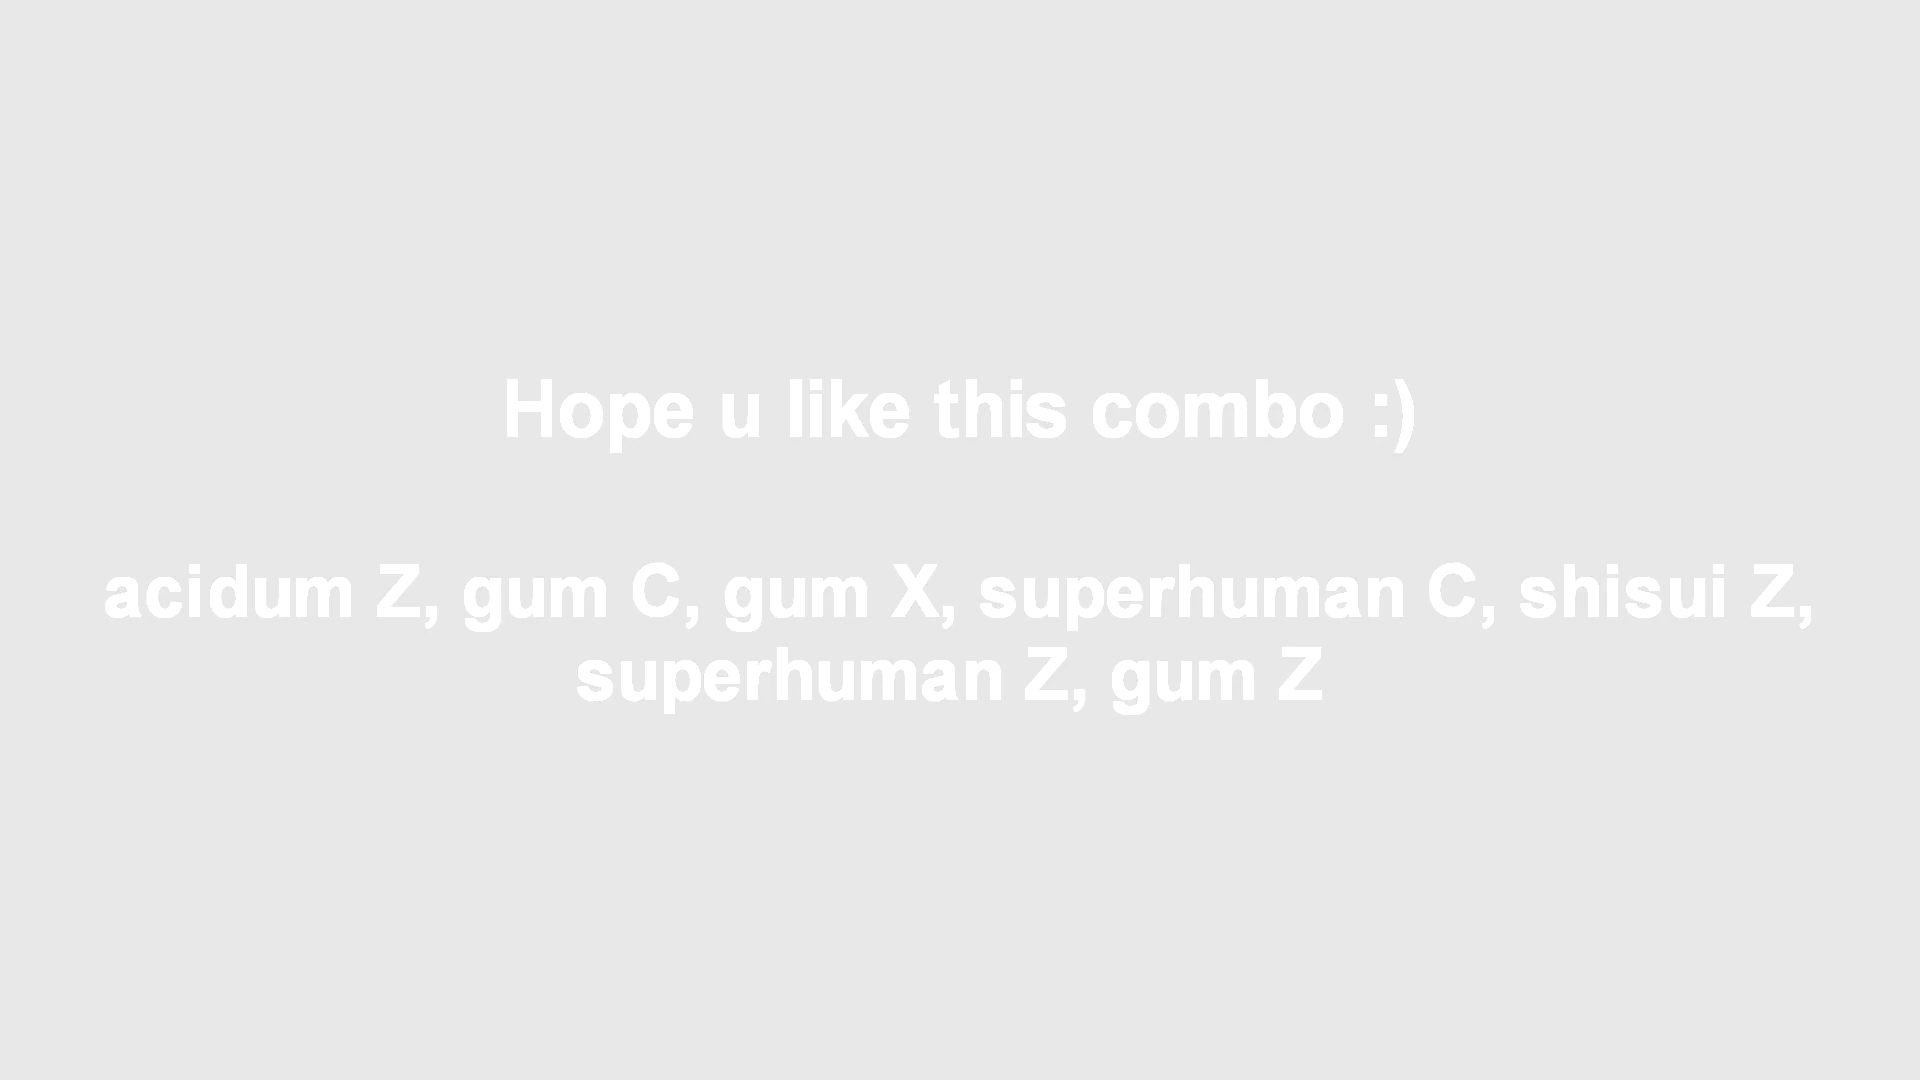 Hope u like this combo :)
acidum Z, gum C, gum X, superhuman C, shisui Z,
superhuman Z, gum Z